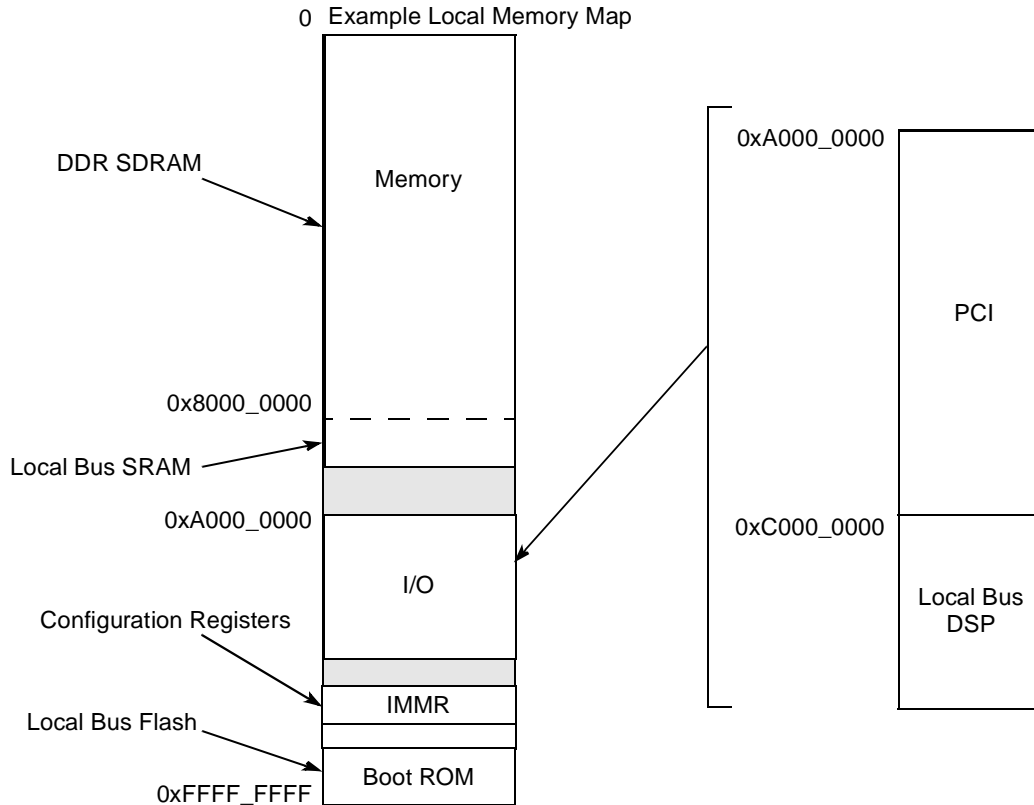 0 Example Local Memory Map
DDR SDRAM
Memory
0x8000_0000
Local Bus SRAM
0xA000_0000
I/O
Configuration Registers
IMMR
Local Bus Flash
Boot ROM
0xFFFF_FFFF
0xA000_0000
PCI
0xC000_0000
Local Bus
DSP